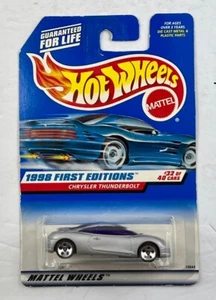 GUARANTEED
FOR LIFE
FOR AGES
OVER 3 YEARS
DIE CAST METAL &
PLASTIC PARTS
Hot Wheels
MATTEL
1998 FIRST EDITIONS
#22 OF
40 CARS
CHRYSLER THUNDERBOLT
MATTEL WHEELS